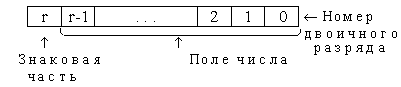 r r-1 . . . 2 1 0 ← Номер
двоичного
разряда
Знаковая
часть
Поле числа